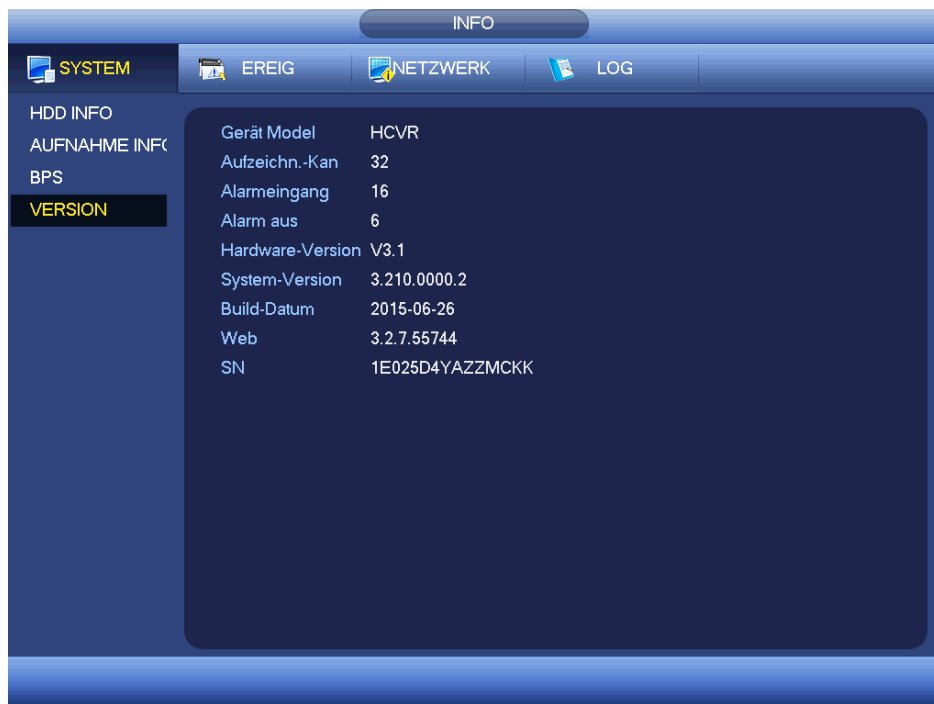 INFO
SYSTEM EREIG NETZWERK LOG
HDD INFO
AUFNAHME INF
BPS
VERSION
Gerät Model HCVR
Aufzeichn.-Kan 32
Alarmeingang 16
Alarm aus 6
Hardware-Version V3.1
System-Version 3.210.0000.2
Build-Datum 2015-06-26
Web 3.2.7.55744
SN 1E025D4YAZZMCKK